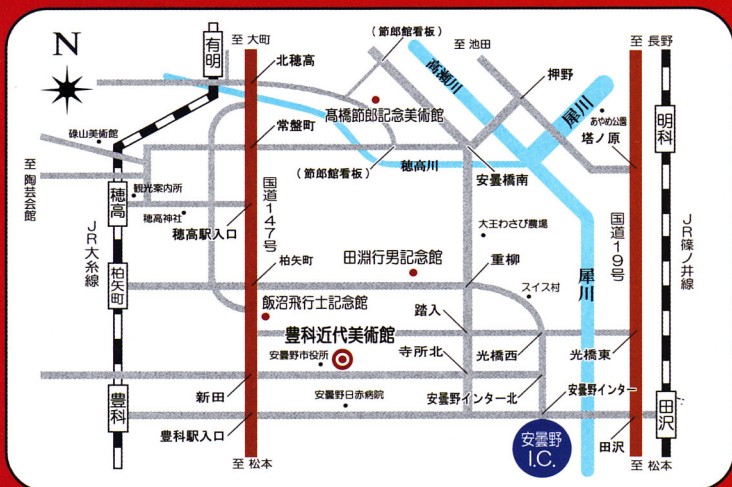 N
有明
至 大町
(節郎館看板)
至 池田
至 長野
北穂高
高瀬川
押野
犀川
あやめ公園
明科
髙橋節郎記念美術館
塔ノ原
碌山美術館
常盤町
至 陶芸会館
(節郎館看板)
穂高川
安曇橋南
観光案内所
穂高
国道147号
穂高神社
穂高駅入口
大王わさび農場
国道19号
JR篠ノ井線
JR大糸線
柏矢町
柏矢町
田淵行男記念館
重柳
犀川
スイス村
飯沼飛行士記念館
踏入
豊科近代美術館
安曇野市役所
寺所北
光橋西
光橋東
新田
安曇野日赤病院
安曇野インター北
安曇野インター
豊科
豊科駅入口
田沢
田沢
安曇野
I.C.
至 松本
至 松本